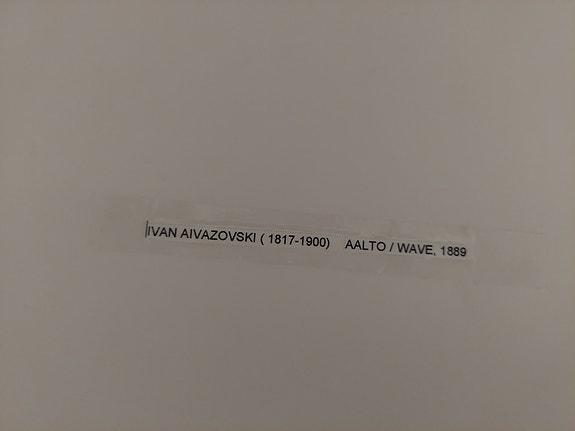 IVAN AIVAZOVSKI ( 1817-1900) AALTO / WAVE, 1889